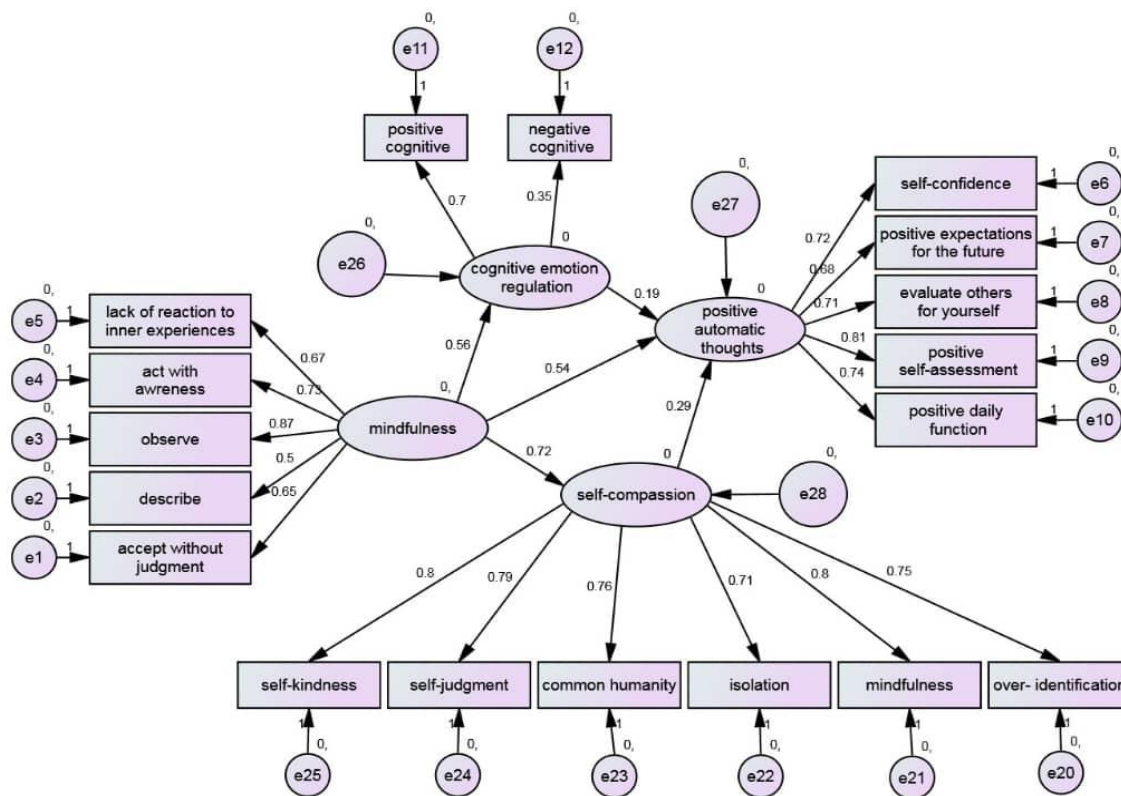 0,
0,
e11
e12
1
1
positive
cognitive
negative
cognitive
0,
0,
e27
self-confidence
1
e6
0.7
0.35
0,
0,
e26
0
cognitive emotion
regulation
0.72
positive expectations
for the future
1
e7
0.68
0,
0.19
0
positive
automatic
thoughts
0.71
evaluate others
for yourself
1
e8
0,
0.81
positive
self-assessment
1
e9
0,
0.74
positive daily
function
1
e10
0,
e5
1
lack of reaction to
inner experiences
0.67
0.56
0.54
0,
e4
1
act with
awreness
0.73
0,
mindfulness
0.29
0,
e3
1
observe
0.87
0.72
0
self-compassion
0,
e28
0,
e2
1
describe
0.5
0,
e1
1
accept without
judgment
0.65
0.8
0.79
0.76
0.71
0.8
0.75
self-kindness
self-judgment
common humanity
isolation
mindfulness
over- identification
1
1
1
1
1
1
0,
0,
0,
0,
0,
0,
e25
e24
e23
e22
e21
e20